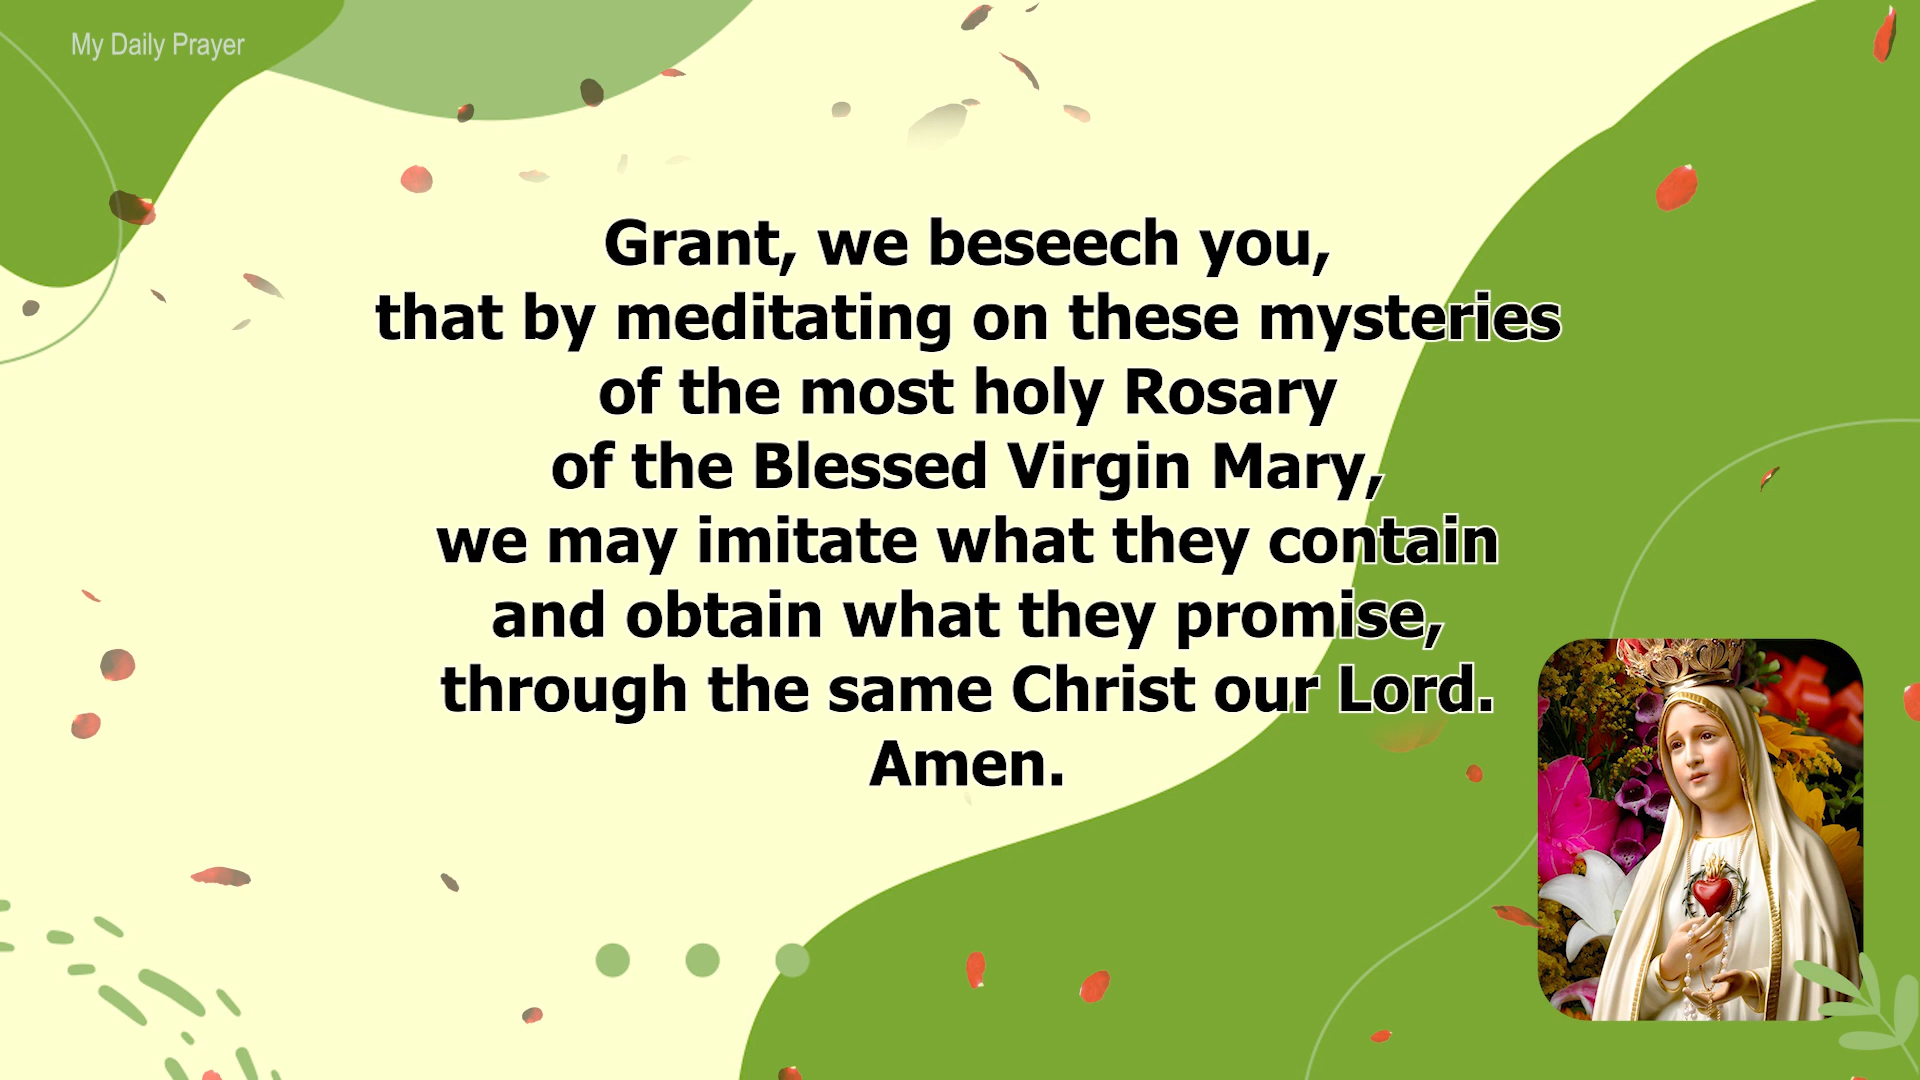 My Daily Prayer
Grant, we beseech you,
that by meditating on these mysteries
of the most holy Rosary
of the Blessed Virgin Mary,
we may imitate what they contain
and obtain what they promise,
through the same Christ our Lord.
Amen.